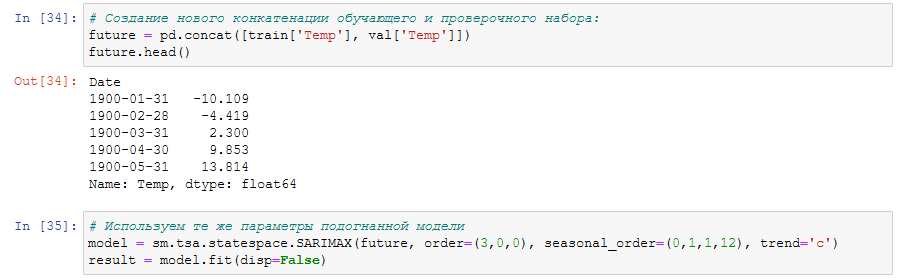 In [34]: # Создание нового конкатенации обучающего и проверочного набора:
future = pd.concat([train['Temp'], val['Temp']])
future.head()
Out[34]: Date
1900-01-31   -10.109
1900-02-28    -4.419
1900-03-31     2.300
1900-04-30     9.853
1900-05-31    13.814
Name: Temp, dtype: float64
In [35]: # Используем те же параметры подогнанной модели
model = sm.tsa.statespace.SARIMAX(future, order=(3,0,0), seasonal_order=(0,1,1,12), trend='c')
result = model.fit(disp=False)